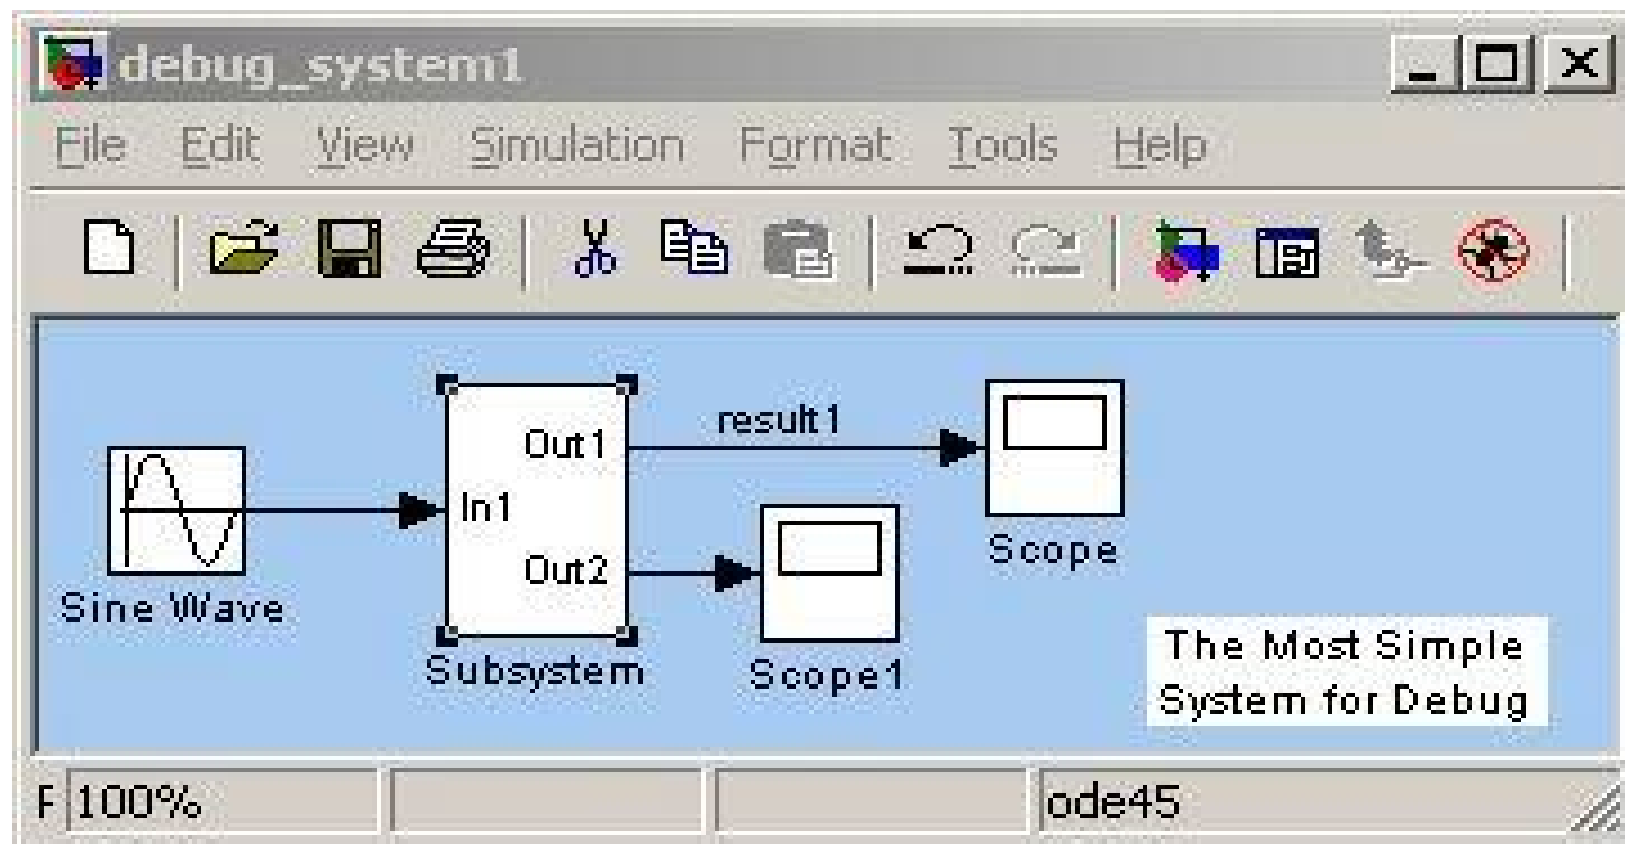 debug_system1
File Edit View Simulation Format Tools Help
result1
Out1
In1
Out2
Scope
Sine Wave
Subsystem
Scope1
The Most Simple
System for Debug
F 100% ode45